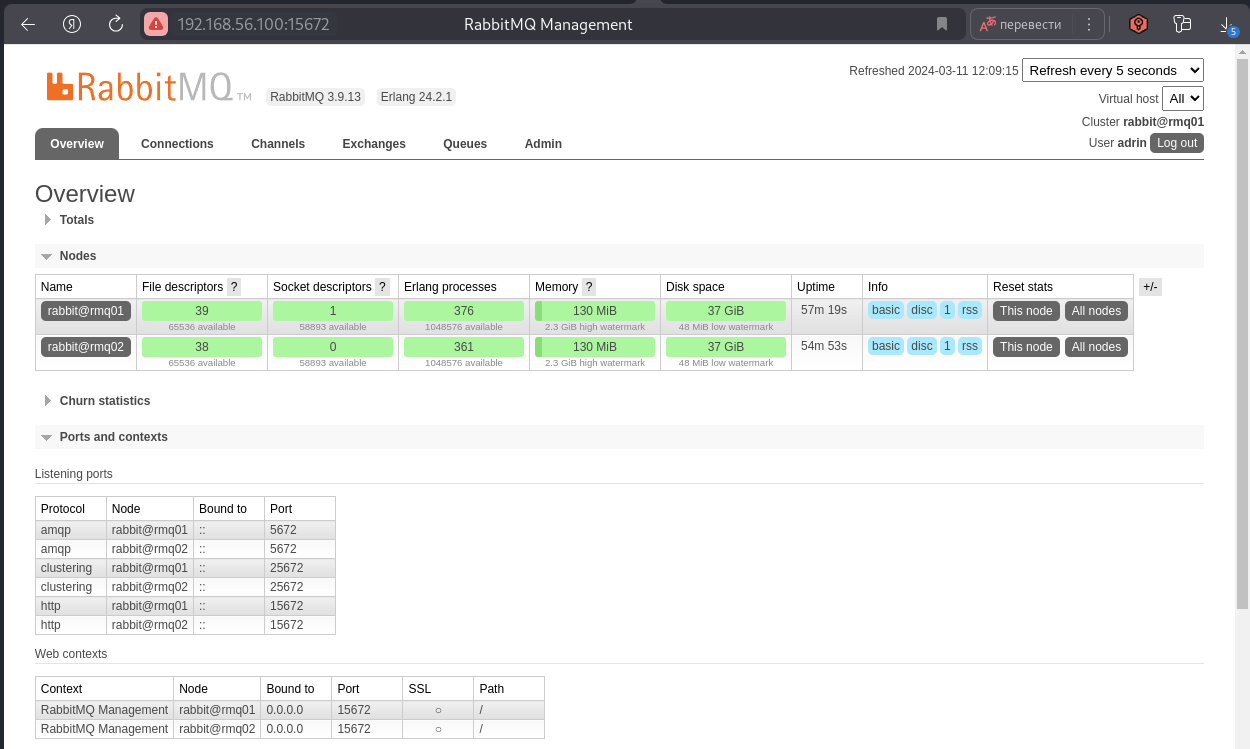 192.168.56.100:15672 RabbitMQ Management перевести 5
RabbitMQ TM RabbitMQ 3.9.13 Erlang 24.2.1
Refreshed 2024-03-11 12:09:15 Refresh every 5 seconds
Virtual host All
Cluster rabbit@rmq01
User adrin Log out
Overview Connections Channels Exchanges Queues Admin
Overview
Totals
Nodes
Name File descriptors ? Socket descriptors ? Erlang processes Memory ? Disk space Uptime Info Reset stats +/-
rabbit@rmq01 39 1 376 130 MiB 37 GiB 57m 19s basic disc 1 rss This node All nodes
65536 available 58893 available 1048576 available 2.3 GiB high watermark 48 MiB low watermark
rabbit@rmq02 38 0 361 130 MiB 37 GiB 54m 53s basic disc 1 rss This node All nodes
65536 available 58893 available 1048576 available 2.3 GiB high watermark 48 MiB low watermark
Churn statistics
Ports and contexts
Listening ports
Protocol Node Bound to Port
amqp rabbit@rmq01 :: 5672
amqp rabbit@rmq02 :: 5672
clustering rabbit@rmq01 :: 25672
clustering rabbit@rmq02 :: 25672
http rabbit@rmq01 :: 15672
http rabbit@rmq02 :: 15672
Web contexts
Context Node Bound to Port SSL Path
RabbitMQ Management rabbit@rmq01 0.0.0.0 15672 ○ /
RabbitMQ Management rabbit@rmq02 0.0.0.0 15672 ○ /